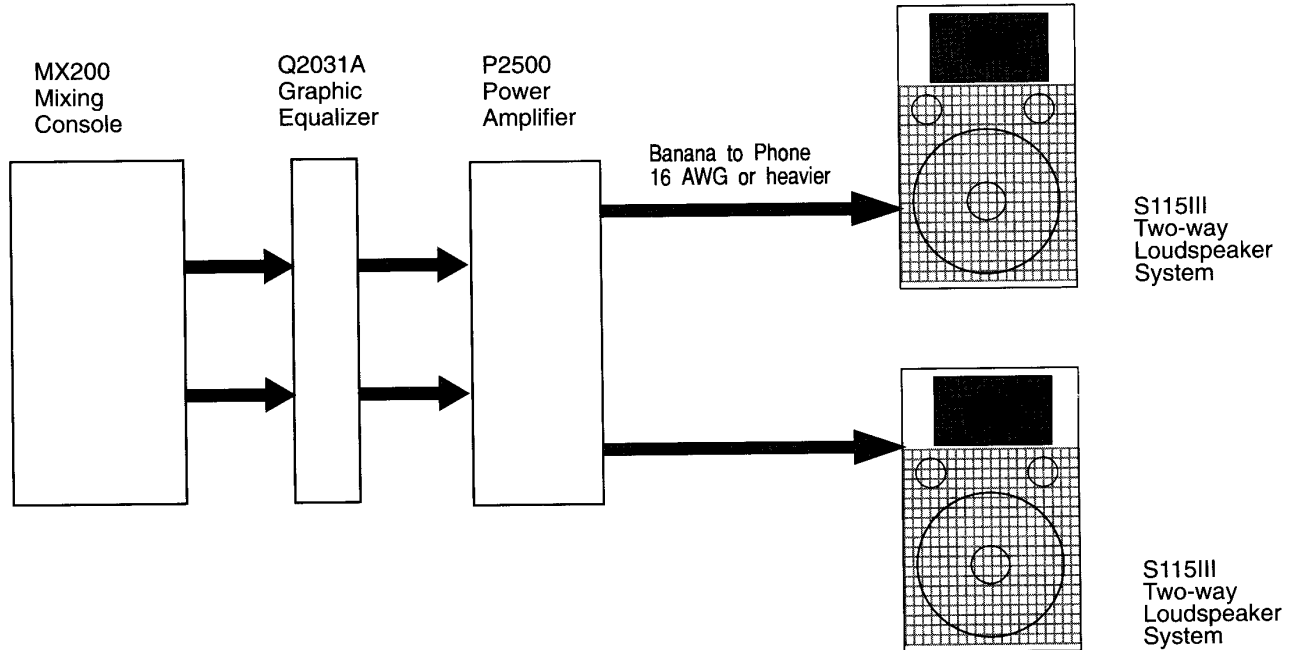 MX200
Mixing
Console
Q2031A
Graphic
Equalizer
P2500
Power
Amplifier
Banana to Phone
16 AWG or heavier
S115III
Two-way
Loudspeaker
System
S115III
Two-way
Loudspeaker
System